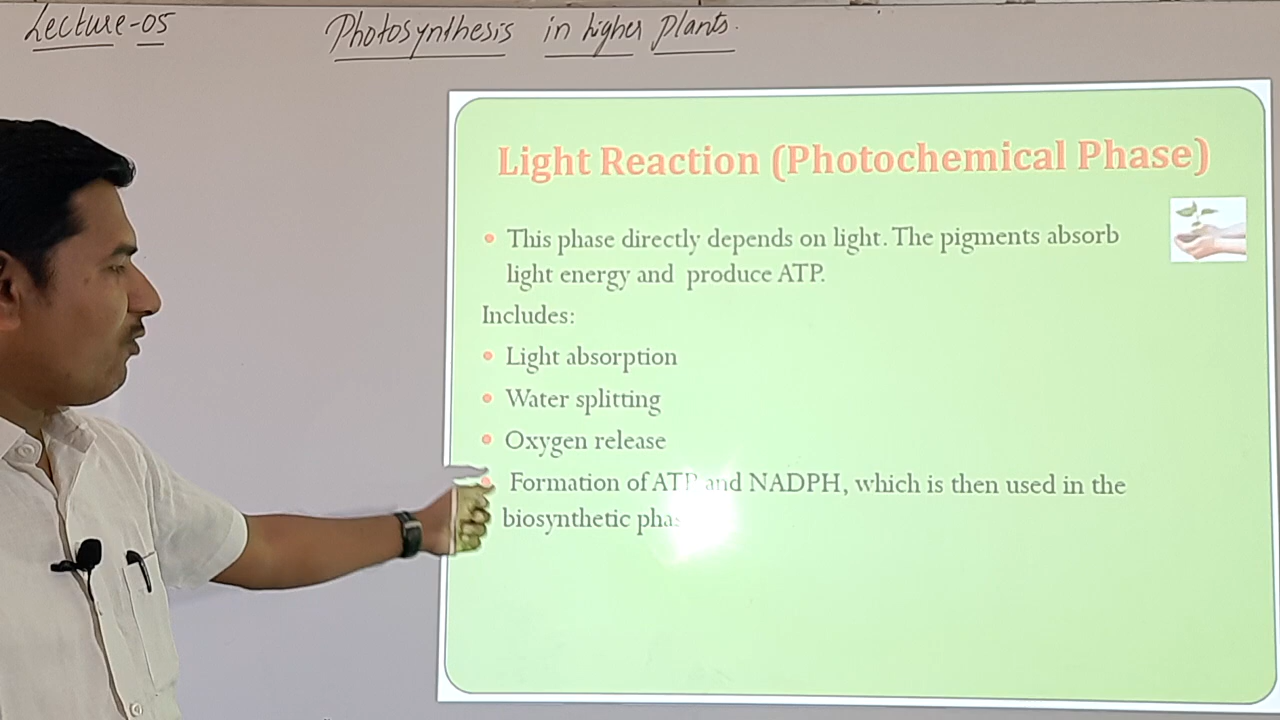 Lecture-05
Photosynthesis in higher plants.
Light Reaction (Photochemical Phase)
This phase directly depends on light. The pigments absorb
light energy and produce ATP.
Includes:
Light absorption
Water splitting
Oxygen release
Formation of ATP and NADPH, which is then used in the
biosynthetic